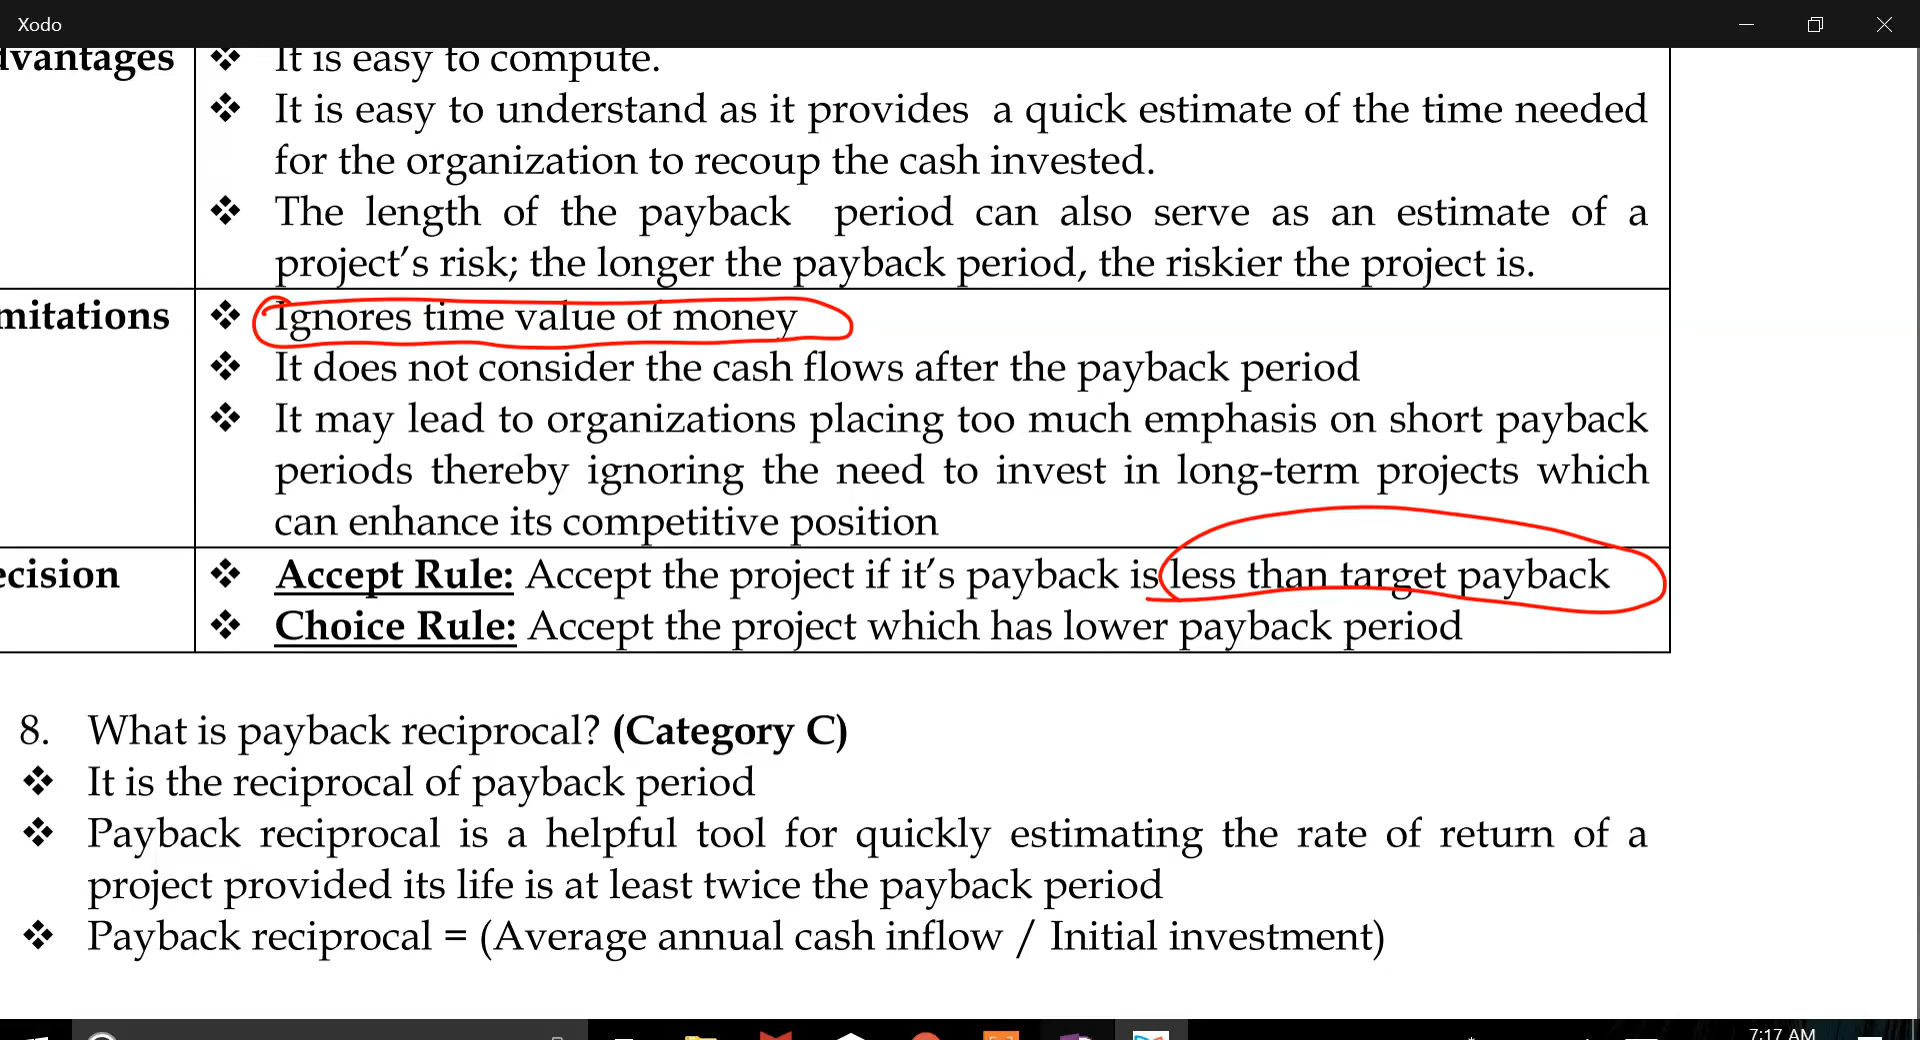 Xodo
dvantages ❖ It is easy to compute.
❖ It is easy to understand as it provides a quick estimate of the time needed
for the organization to recoup the cash invested.
❖ The length of the payback period can also serve as an estimate of a
project's risk; the longer the payback period, the riskier the project is.
mitations ❖ Ignores time value of money
❖ It does not consider the cash flows after the payback period
❖ It may lead to organizations placing too much emphasis on short payback
periods thereby ignoring the need to invest in long-term projects which
can enhance its competitive position
ecision ❖ Accept Rule: Accept the project if it's payback is less than target payback
❖ Choice Rule: Accept the project which has lower payback period
8. What is payback reciprocal? (Category C)
❖ It is the reciprocal of payback period
❖ Payback reciprocal is a helpful tool for quickly estimating the rate of return of a
project provided its life is at least twice the payback period
❖ Payback reciprocal = (Average annual cash inflow / Initial investment)
7:17 AM